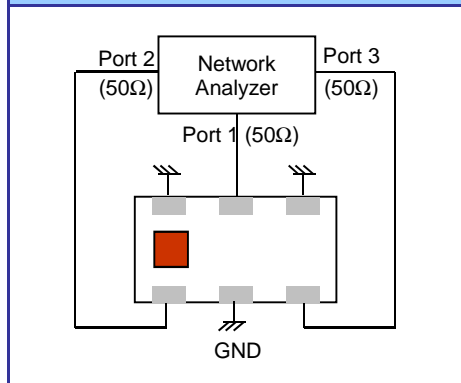 Port 2
(50Ω)
Network
Analyzer
Port 3
(50Ω)
Port 1 (50Ω)
GND